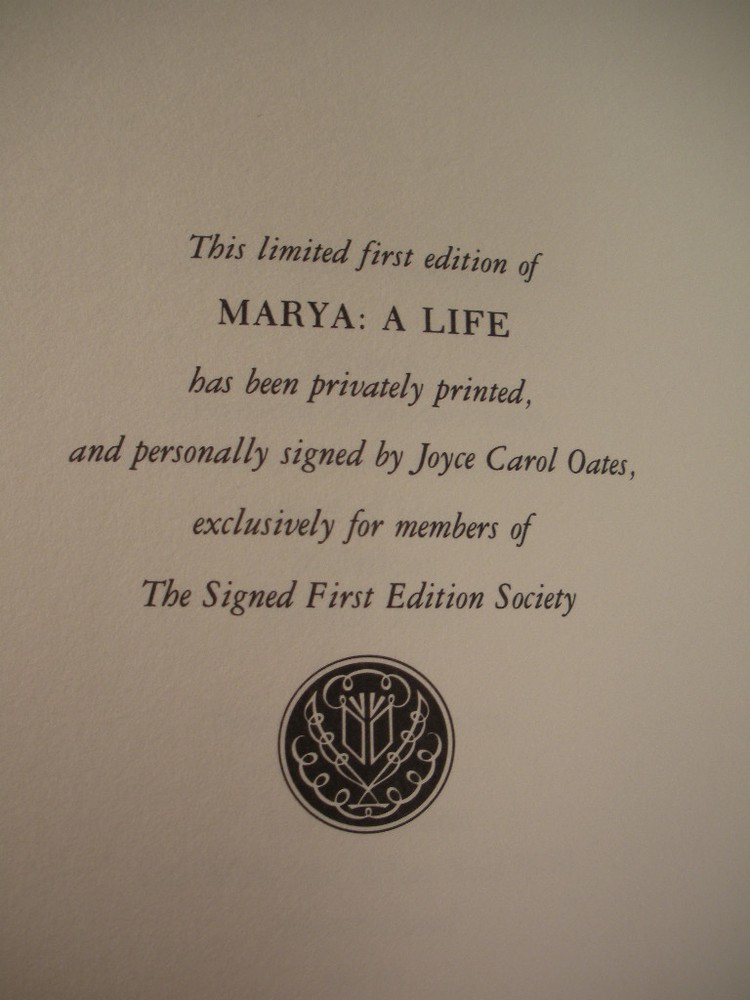 This limited first edition of
MARYA: A LIFE
has been privately printed,
and personally signed by Joyce Carol Oates,
exclusively for members of
The Signed First Edition Society